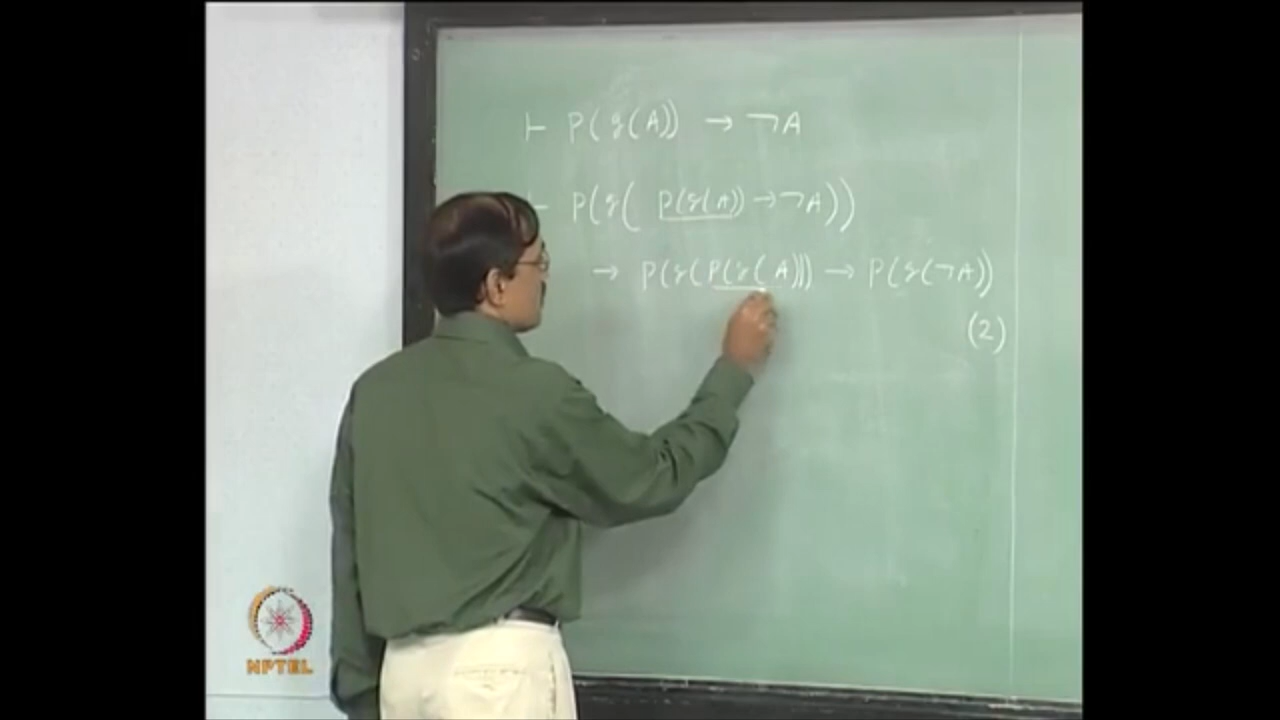 ⊢ P(g(A)) → ¬A
⊢ P(g( P(g(A)) → ¬A))
→ P(g(P(g(A)))) → P(g(¬A))
(2)
NPTEL